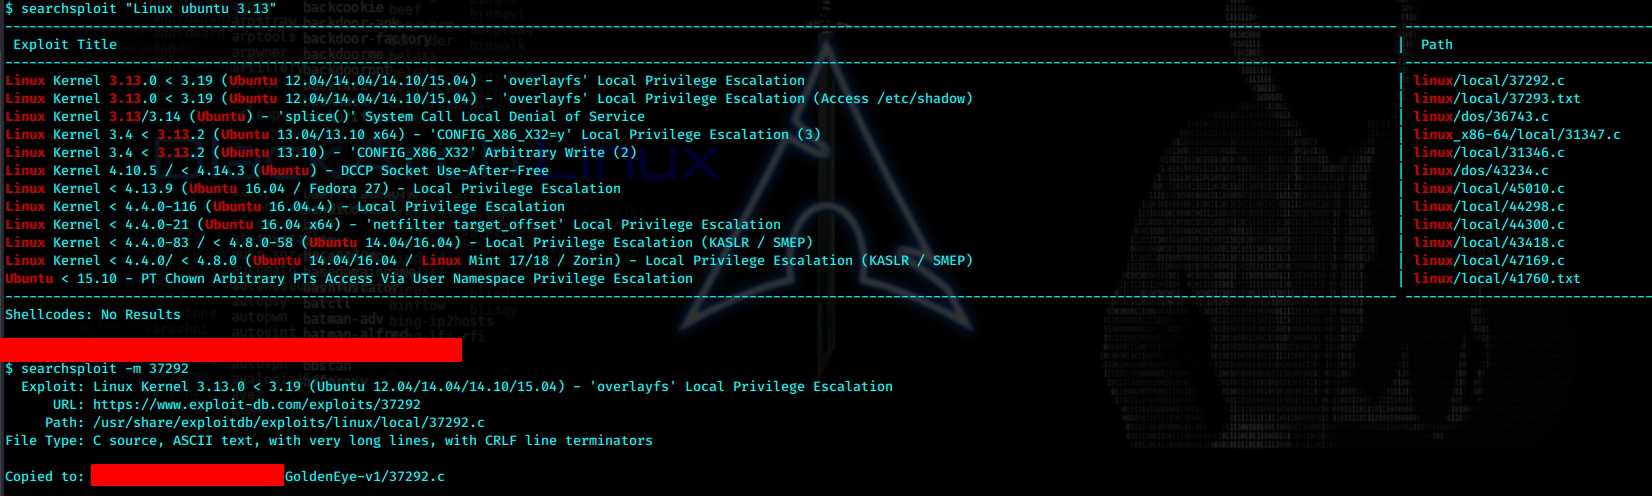 $ searchsploit "Linux ubuntu 3.13"
Exploit Title | Path
Linux Kernel 3.13.0 < 3.19 (Ubuntu 12.04/14.04/14.10/15.04) - 'overlayfs' Local Privilege Escalation | linux/local/37292.c
Linux Kernel 3.13.0 < 3.19 (Ubuntu 12.04/14.04/14.10/15.04) - 'overlayfs' Local Privilege Escalation (Access /etc/shadow) | linux/local/37293.txt
Linux Kernel 3.13/3.14 (Ubuntu) - 'splice()' System Call Local Denial of Service | linux/dos/36743.c
Linux Kernel 3.4 < 3.13.2 (Ubuntu 13.04/13.10 x64) - 'CONFIG_X86_X32=y' Local Privilege Escalation (3) | linux_x86-64/local/31347.c
Linux Kernel 3.4 < 3.13.2 (Ubuntu 13.10) - 'CONFIG_X86_X32' Arbitrary Write (2) | linux/local/31346.c
Linux Kernel 4.10.5 / < 4.14.3 (Ubuntu) - DCCP Socket Use-After-Free | linux/dos/43234.c
Linux Kernel < 4.13.9 (Ubuntu 16.04 / Fedora 27) - Local Privilege Escalation | linux/local/45010.c
Linux Kernel < 4.4.0-116 (Ubuntu 16.04.4) - Local Privilege Escalation | linux/local/44298.c
Linux Kernel < 4.4.0-21 (Ubuntu 16.04 x64) - 'netfilter target_offset' Local Privilege Escalation | linux/local/44300.c
Linux Kernel < 4.4.0-83 / < 4.8.0-58 (Ubuntu 14.04/16.04) - Local Privilege Escalation (KASLR / SMEP) | linux/local/43418.c
Linux Kernel < 4.4.0/ < 4.8.0 (Ubuntu 14.04/16.04 / Linux Mint 17/18 / Zorin) - Local Privilege Escalation (KASLR / SMEP) | linux/local/47169.c
Ubuntu < 15.10 - PT Chown Arbitrary PTs Access Via User Namespace Privilege Escalation | linux/local/41760.txt
Shellcodes: No Results
$ searchsploit -m 37292
Exploit: Linux Kernel 3.13.0 < 3.19 (Ubuntu 12.04/14.04/14.10/15.04) - 'overlayfs' Local Privilege Escalation
URL: https://www.exploit-db.com/exploits/37292
Path: /usr/share/exploitdb/exploits/linux/local/37292.c
File Type: C source, ASCII text, with very long lines, with CRLF line terminators
Copied to: GoldenEye-v1/37292.c